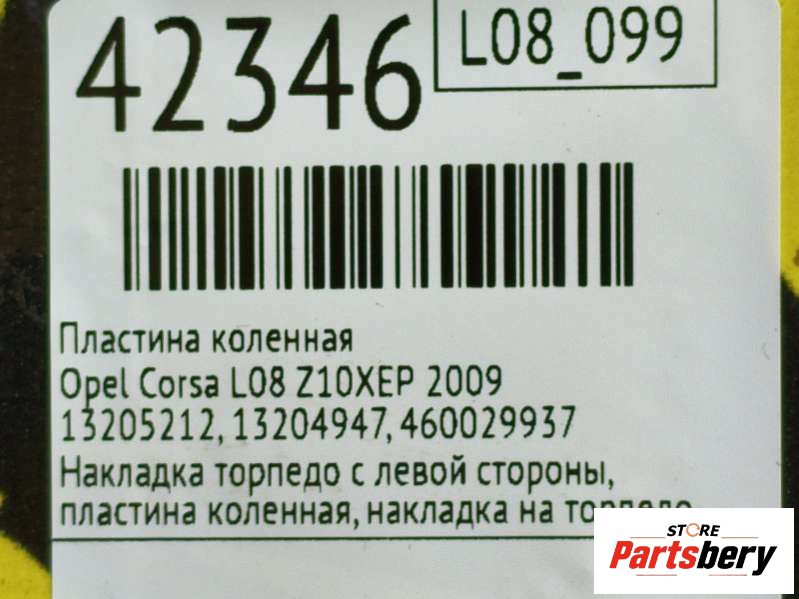 42346
L08_099
Пластина коленная
Opel Corsa L08 Z10XEP 2009
13205212, 13204947, 460029937
Накладка торпедо с левой стороны,
пластина коленная, накладка на торпедо
STORE
Partsbery